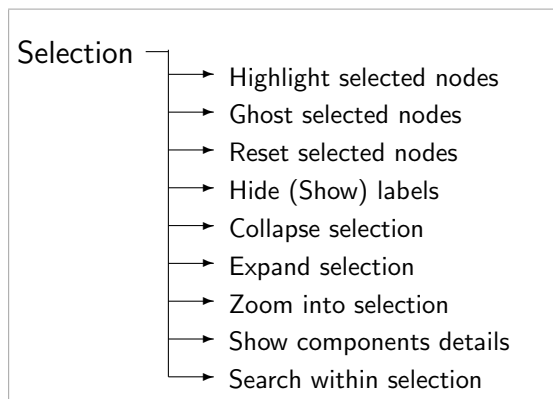 Selection
Highlight selected nodes
Ghost selected nodes
Reset selected nodes
Hide (Show) labels
Collapse selection
Expand selection
Zoom into selection
Show components details
Search within selection